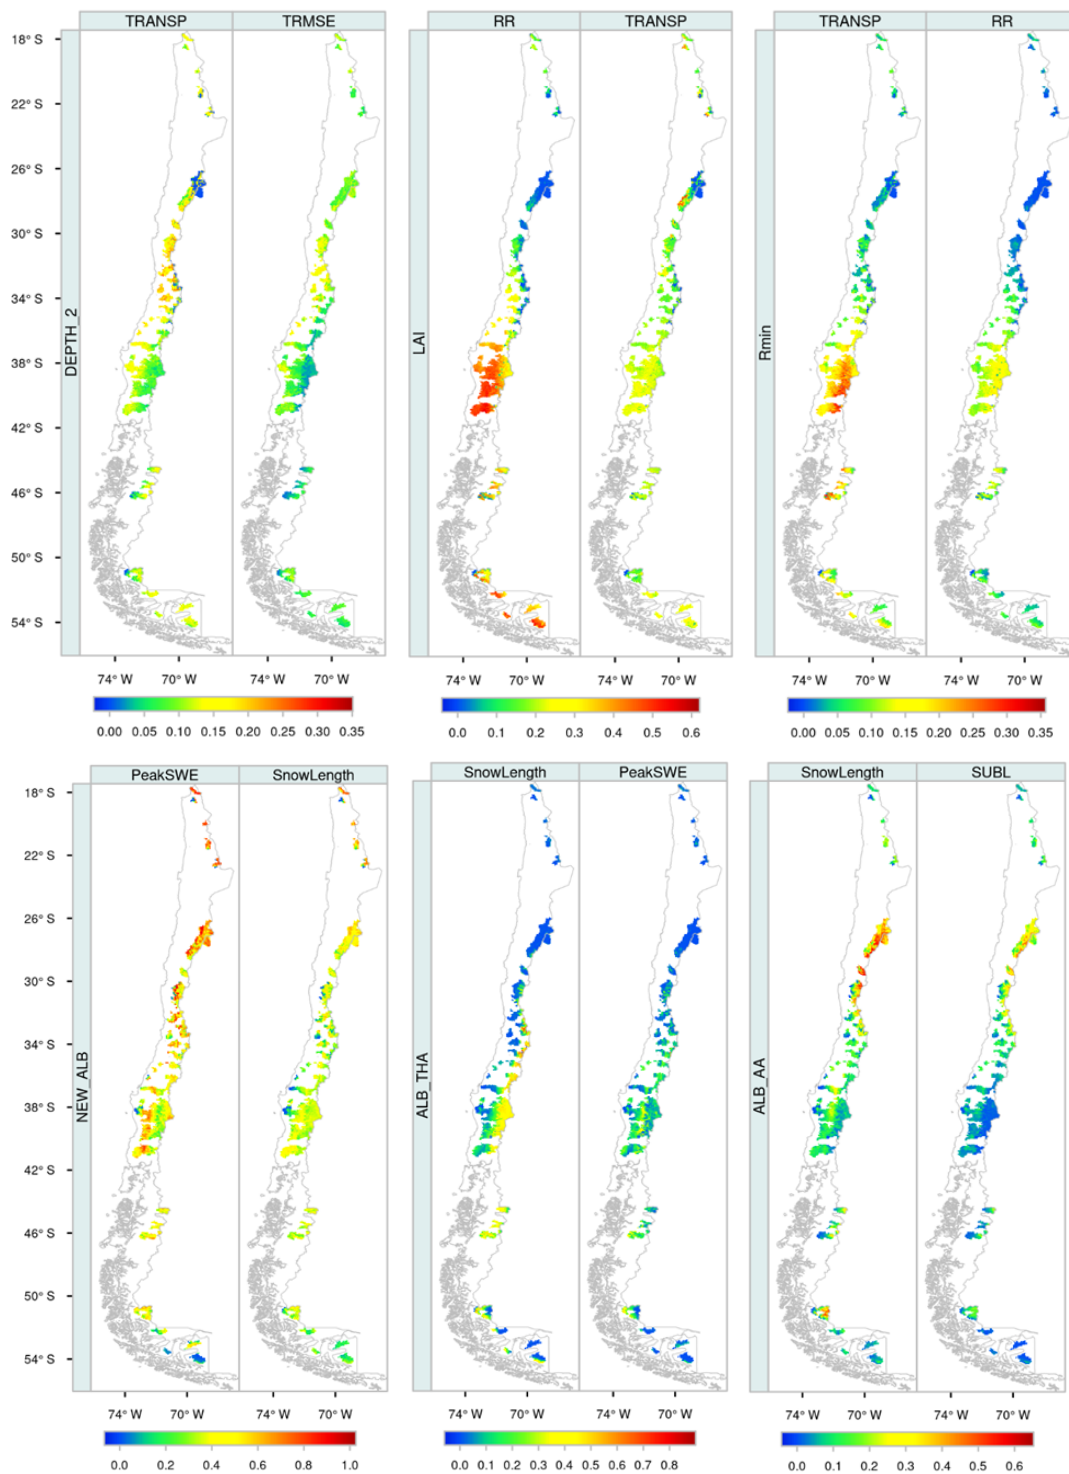 TRANSP TRMSE RR TRANSP TRANSP RR
18° S
22° S
26° S
30° S
34° S
38° S
42° S
46° S
50° S
54° S
DEPTH_2
LAI
Rmin
74° W 70° W 74° W 70° W 74° W 70° W 74° W 70° W 74° W 70° W 74° W 70° W
0.00 0.05 0.10 0.15 0.20 0.25 0.30 0.35
0.0 0.1 0.2 0.3 0.4 0.5 0.6
0.00 0.05 0.10 0.15 0.20 0.25 0.30 0.35
PeakSWE SnowLength SnowLength PeakSWE SnowLength SUBL
18° S
22° S
26° S
30° S
34° S
38° S
42° S
46° S
50° S
54° S
NEW_ALB
ALB_THA
ALB_AA
74° W 70° W 74° W 70° W 74° W 70° W 74° W 70° W 74° W 70° W 74° W 70° W
0.0 0.2 0.4 0.6 0.8 1.0
0.0 0.1 0.2 0.3 0.4 0.5 0.6 0.7 0.8
0.0 0.1 0.2 0.3 0.4 0.5 0.6